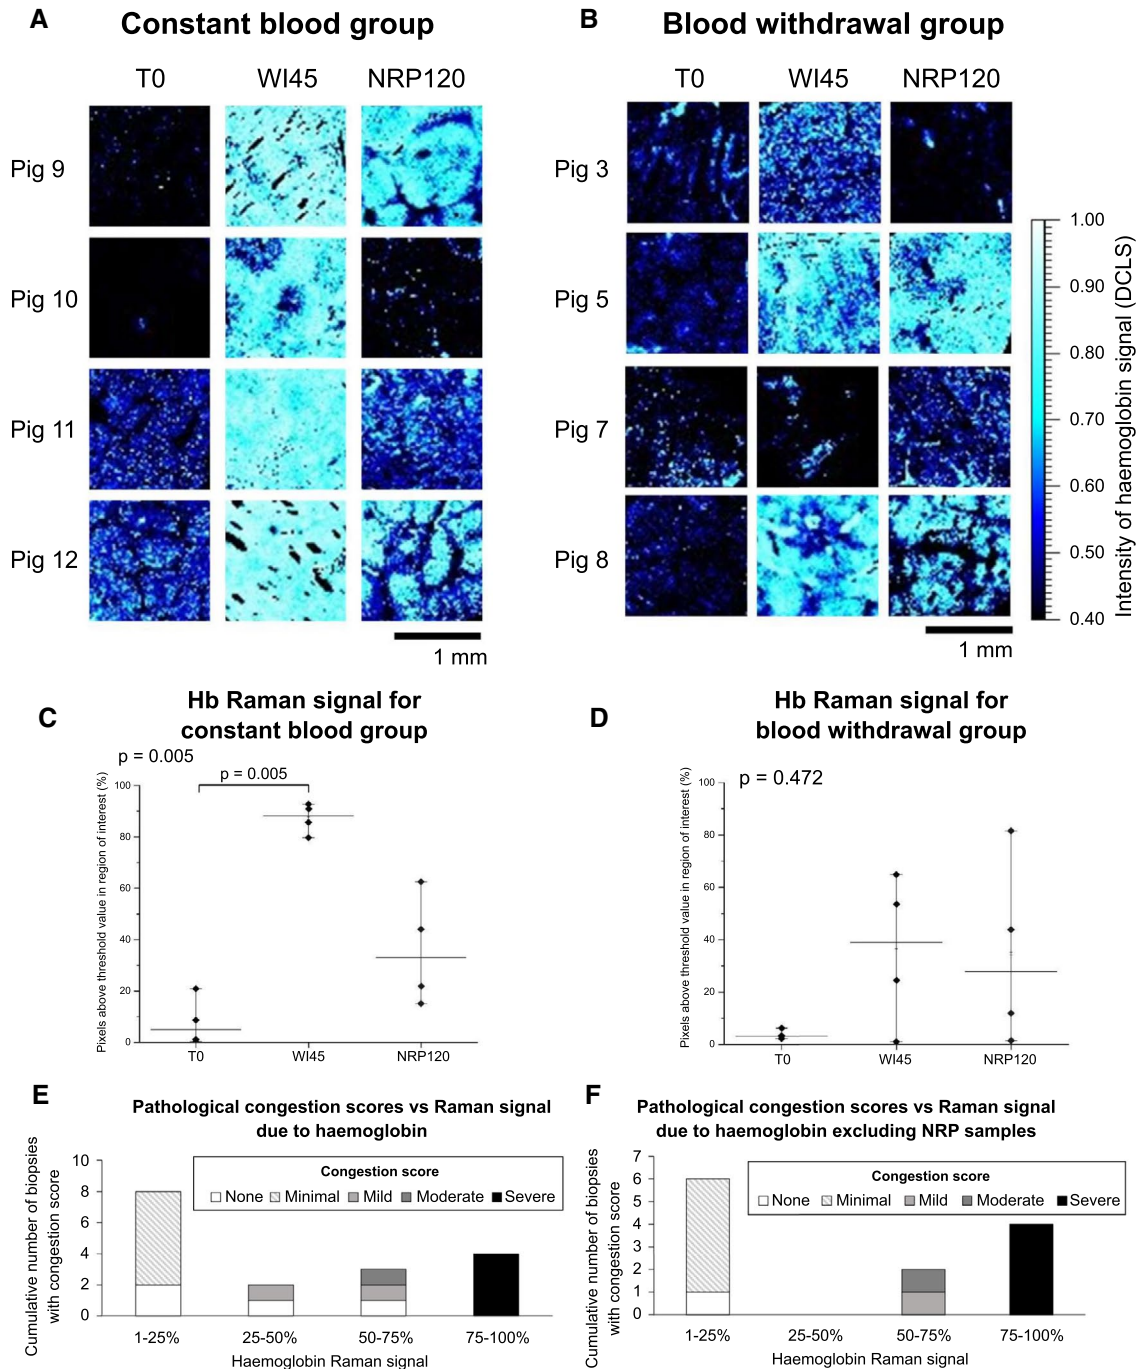 A
Constant blood group
T0
WI45
NRP120
Pig 9
Pig 10
Pig 11
Pig 12
1 mm
B
Blood withdrawal group
T0
WI45
NRP120
Pig 3
Pig 5
Pig 7
Pig 8
1 mm
1.00
0.90
0.80
0.70
0.60
0.50
0.40
Intensity of haemoglobin signal (DCLS)
C
Hb Raman signal for
constant blood group
p = 0.005
p = 0.005
Pixels above threshold value in region of interest (%)
100
80
60
40
20
0
T0
WI45
NRP120
D
Hb Raman signal for
blood withdrawal group
p = 0.472
Pixels above threshold value in region of interest (%)
100
80
60
40
20
0
T0
WI45
NRP120
E
Pathological congestion scores vs Raman signal
due to haemoglobin
Cumulative number of biopsies
with congestion score
10
8
6
4
2
0
Congestion score
None Minimal Mild Moderate Severe
1-25%
25-50%
50-75%
75-100%
Haemoglobin Raman signal
F
Pathological congestion scores vs Raman signal
due to haemoglobin excluding NRP samples
Cumulative number of biopsies
with congestion score
7
6
5
4
3
2
1
0
Congestion score
None Minimal Mild Moderate Severe
1-25%
25-50%
50-75%
75-100%
Haemoglobin Raman signal